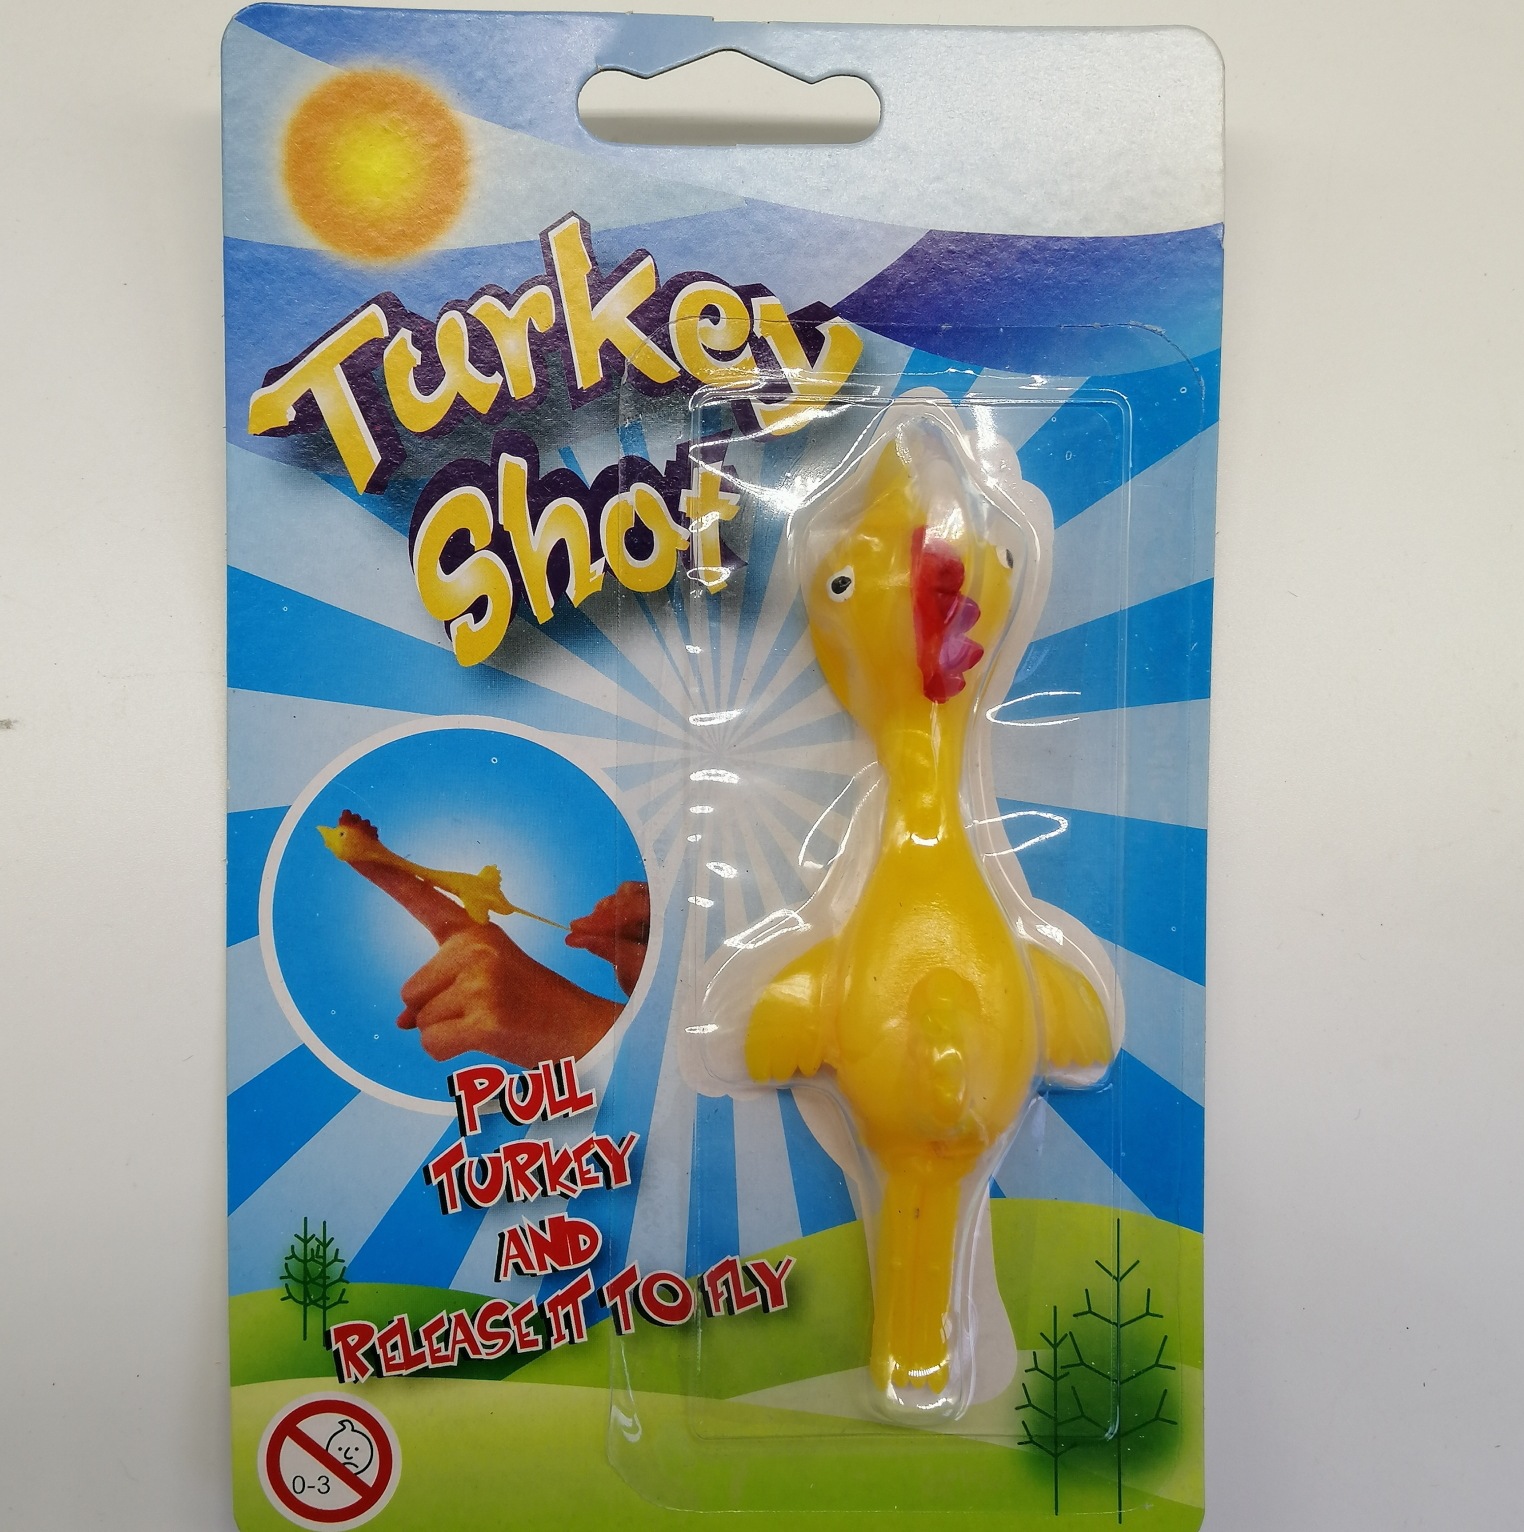 Turkey
Shot
PULL
TURKEY
AND
RELEASE IT TO FLY
0-3